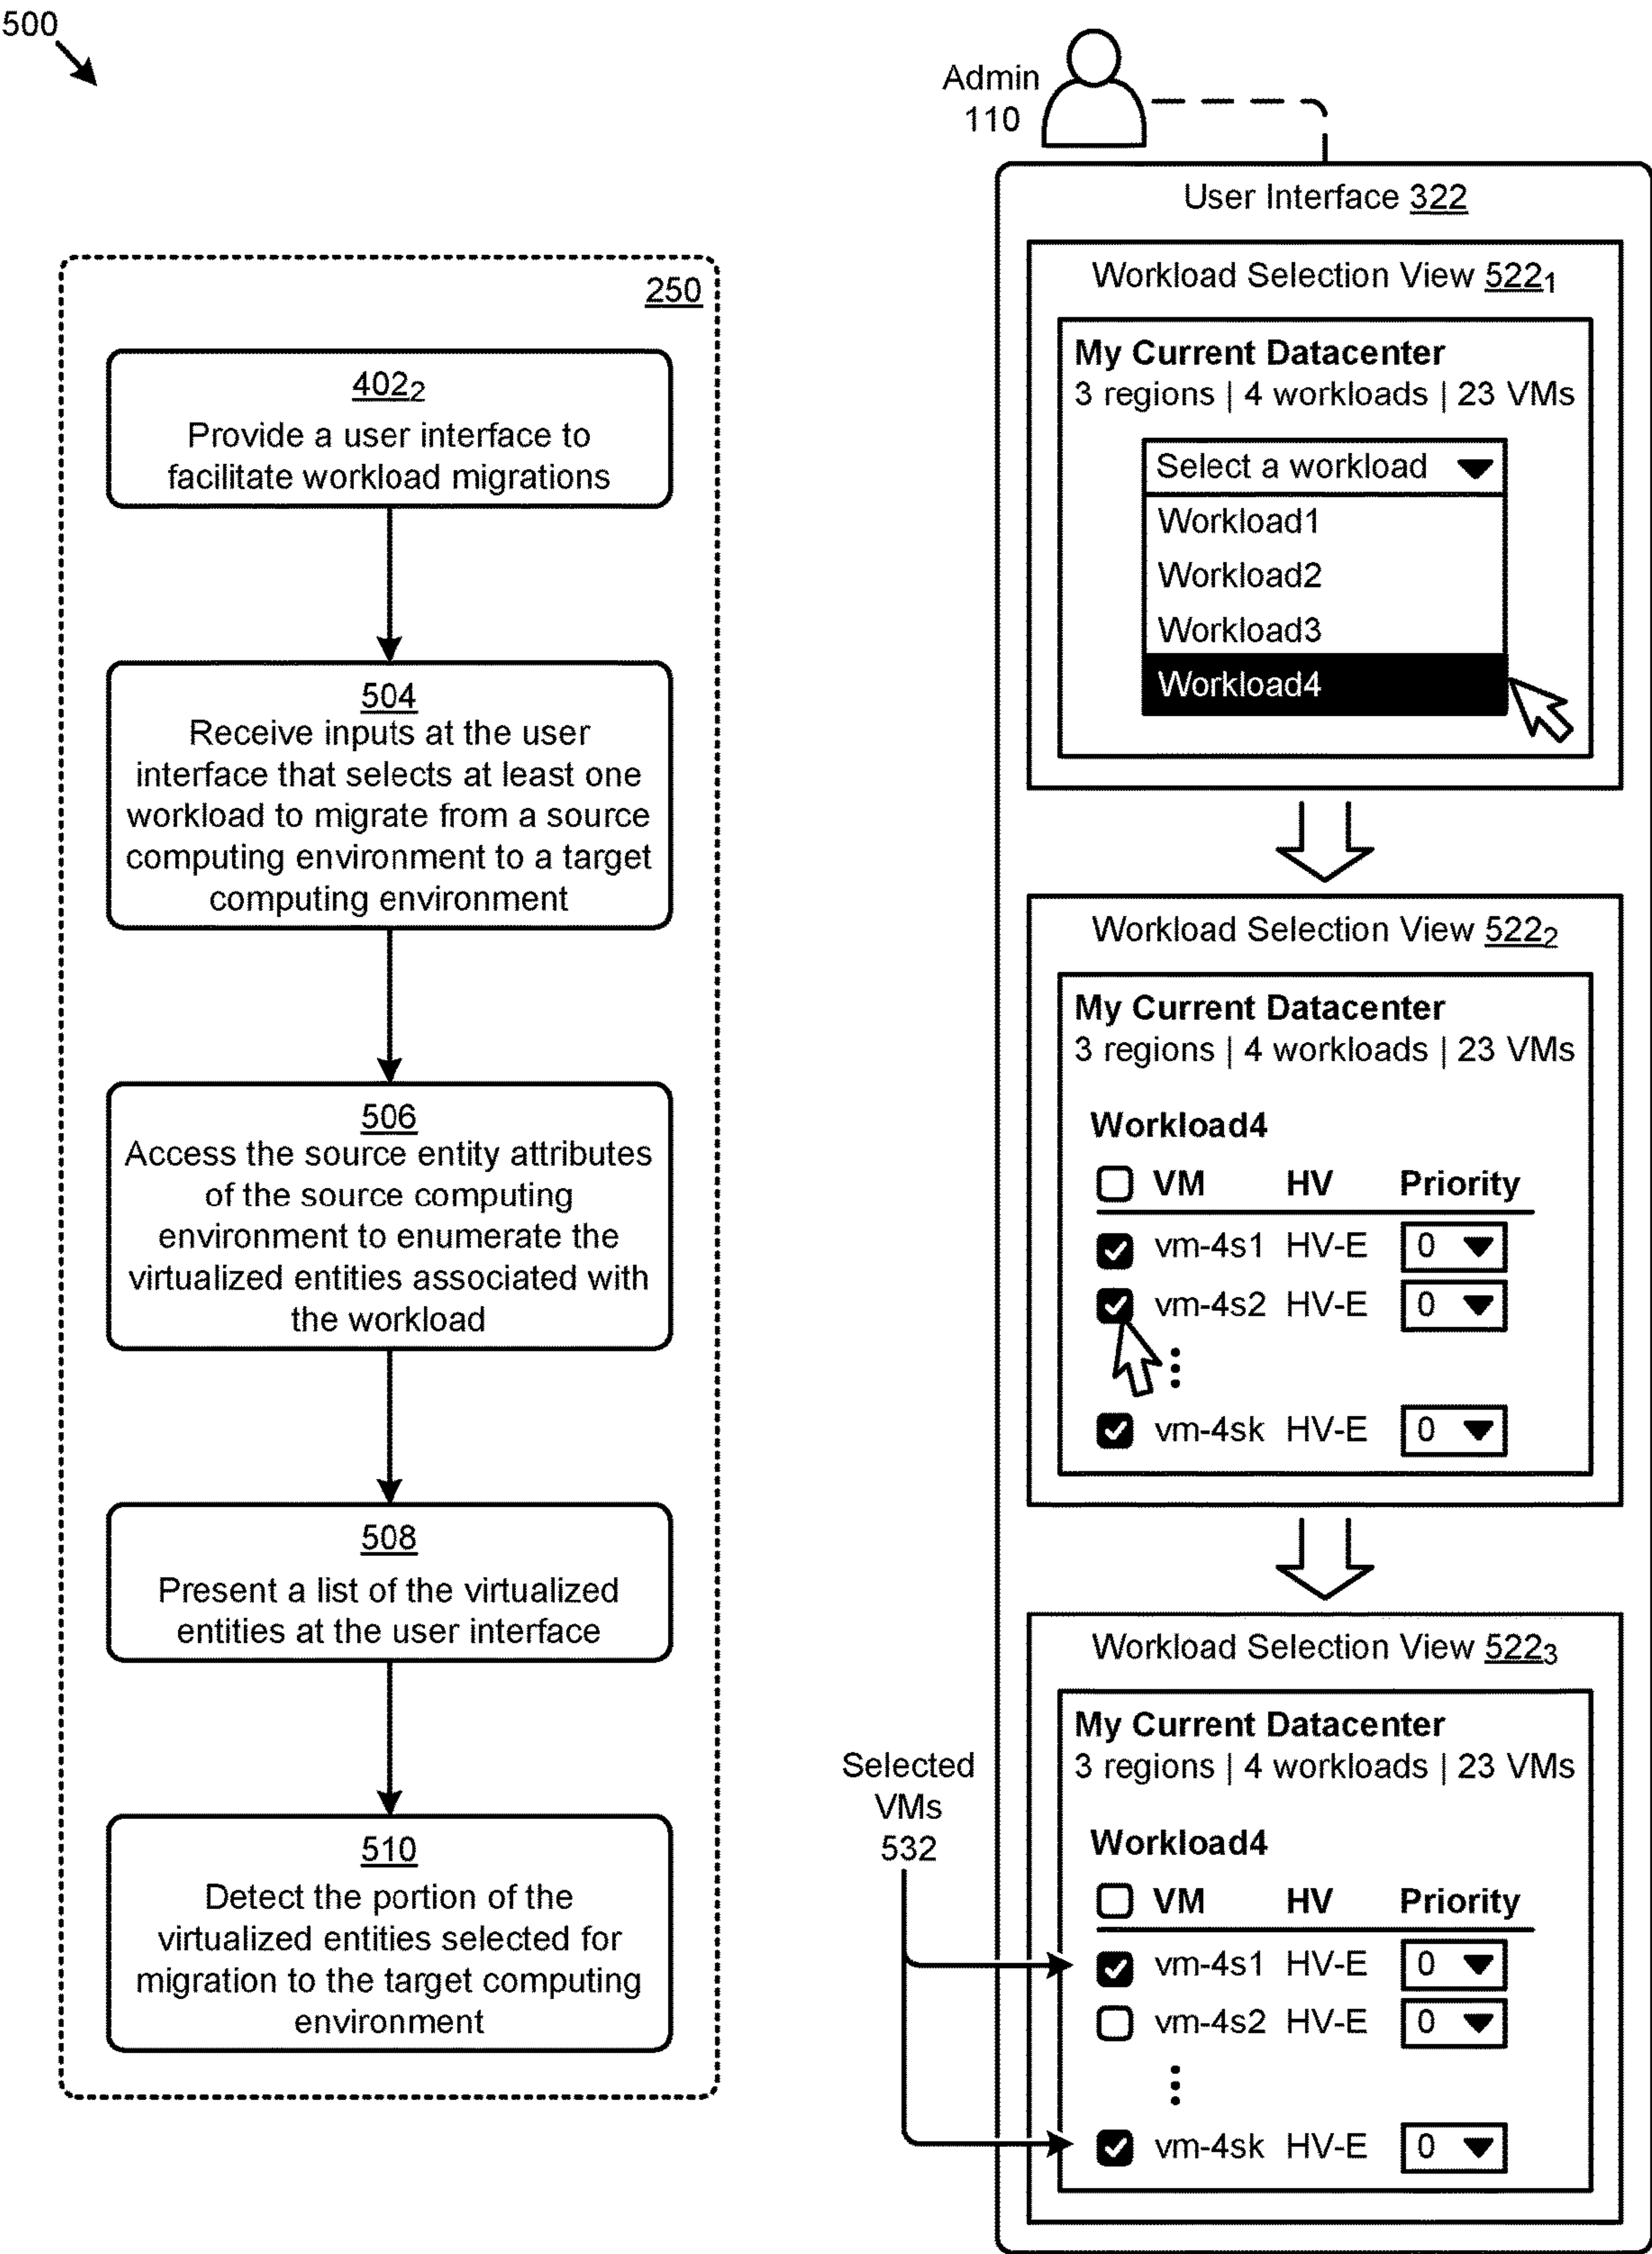 500
250
402₂
Provide a user interface to
facilitate workload migrations
504
Receive inputs at the user
interface that selects at least one
workload to migrate from a source
computing environment to a target
computing environment
506
Access the source entity attributes
of the source computing
environment to enumerate the
virtualized entities associated with
the workload
508
Present a list of the virtualized
entities at the user interface
510
Detect the portion of the
virtualized entities selected for
migration to the target computing
environment
Admin
110
User Interface 322
Workload Selection View 522₁
My Current Datacenter
3 regions | 4 workloads | 23 VMs
Select a workload
Workload1
Workload2
Workload3
Workload4
Workload Selection View 522₂
My Current Datacenter
3 regions | 4 workloads | 23 VMs
Workload4
VM HV Priority
vm-4s1 HV-E 0
vm-4s2 HV-E 0
vm-4sk HV-E 0
Workload Selection View 522₃
My Current Datacenter
3 regions | 4 workloads | 23 VMs
Workload4
VM HV Priority
vm-4s1 HV-E 0
vm-4s2 HV-E 0
vm-4sk HV-E 0
Selected
VMs
532